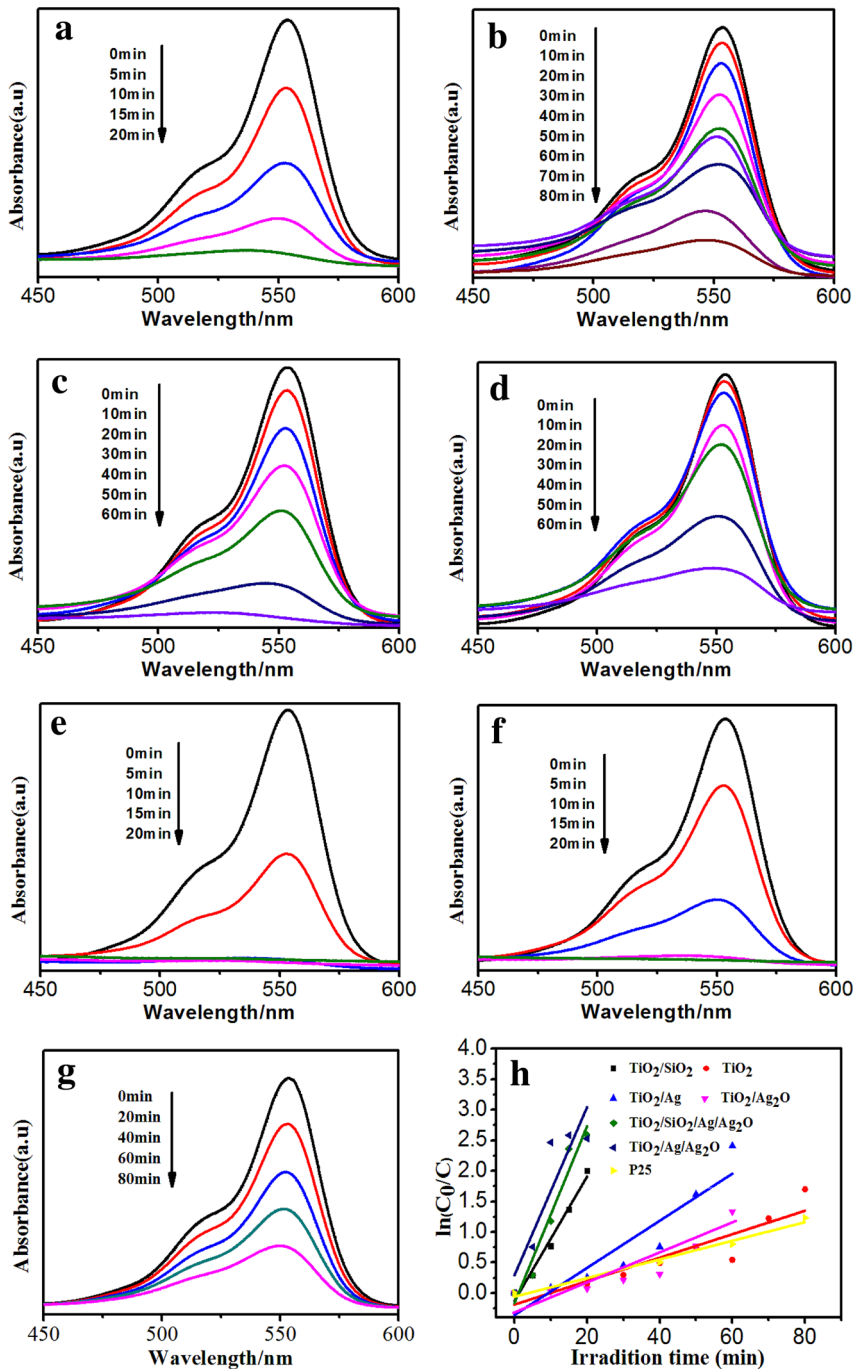 a
0min
5min
10min
15min
20min
Absorbance(a.u)
450 500 550 600
Wavelength/nm
b
0min
10min
20min
30min
40min
50min
60min
70min
80min
Absorbance(a.u)
450 500 550 600
Wavelength/nm
c
0min
10min
20min
30min
40min
50min
60min
Absorbance(a.u)
450 500 550 600
Wavelength/nm
d
0min
10min
20min
30min
40min
50min
60min
Absorbance(a.u)
450 500 550 600
Wavelength/nm
e
0min
5min
10min
15min
20min
Absorbance(a.u)
450 500 550 600
Wavelength/nm
f
0min
5min
10min
15min
20min
Absorbance(a.u)
450 500 550 600
Wavelength/nm
g
0min
20min
40min
60min
80min
Absorbance(a.u)
450 500 550 600
Wavelength/nm
h
4.0
3.5
3.0
2.5
2.0
1.5
1.0
0.5
0.0
ln(C₀/C)
TiO₂/SiO₂ TiO₂
TiO₂/Ag TiO₂/Ag₂O
TiO₂/SiO₂/Ag/Ag₂O
TiO₂/Ag/Ag₂O
P25
0 20 40 60 80
Irradition time (min)